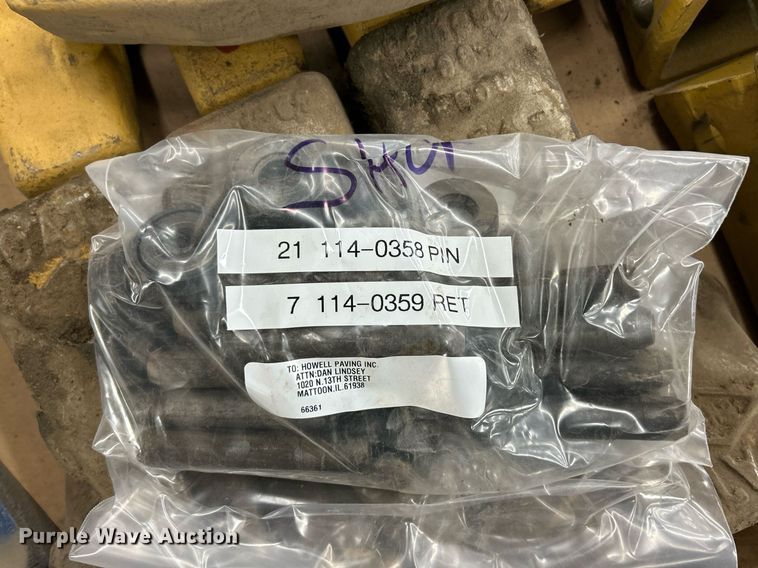 21 114-0358 PIN
7 114-0359 RET
TO: HOWELL PAVING INC.
ATTN:DAN LINDSEY
1020 N.13TH STREET
MATTOON.IL.61938
66361
Purple Wave Auction